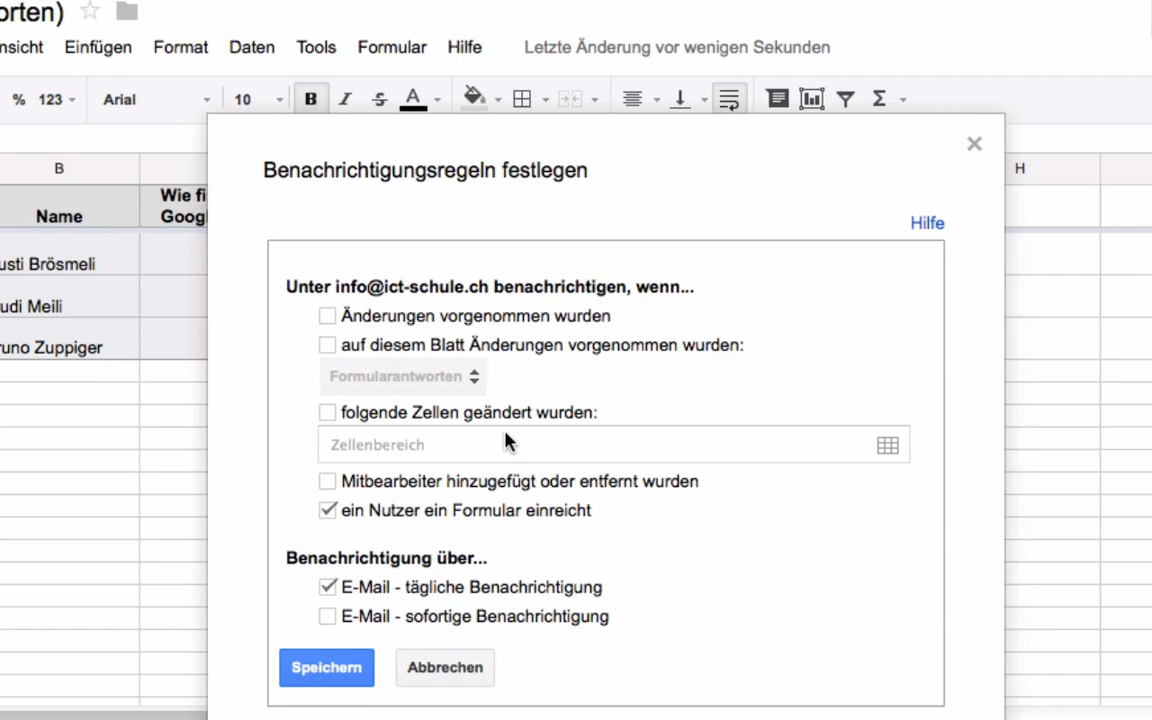 orten)
nsicht Einfügen Format Daten Tools Formular Hilfe Letzte Änderung vor wenigen Sekunden
% 123 Arial 10 B I S A Σ
B H
Wie fi
Name Googl
usti Brösmeli
udi Meili
runo Zuppiger
Benachrichtigungsregeln festlegen
Hilfe
Unter info@ict-schule.ch benachrichtigen, wenn...
Änderungen vorgenommen wurden
auf diesem Blatt Änderungen vorgenommen wurden:
Formularantworten
folgende Zellen geändert wurden:
Zellenbereich
Mitbearbeiter hinzugefügt oder entfernt wurden
ein Nutzer ein Formular einreicht
Benachrichtigung über...
E-Mail - tägliche Benachrichtigung
E-Mail - sofortige Benachrichtigung
Speichern Abbrechen